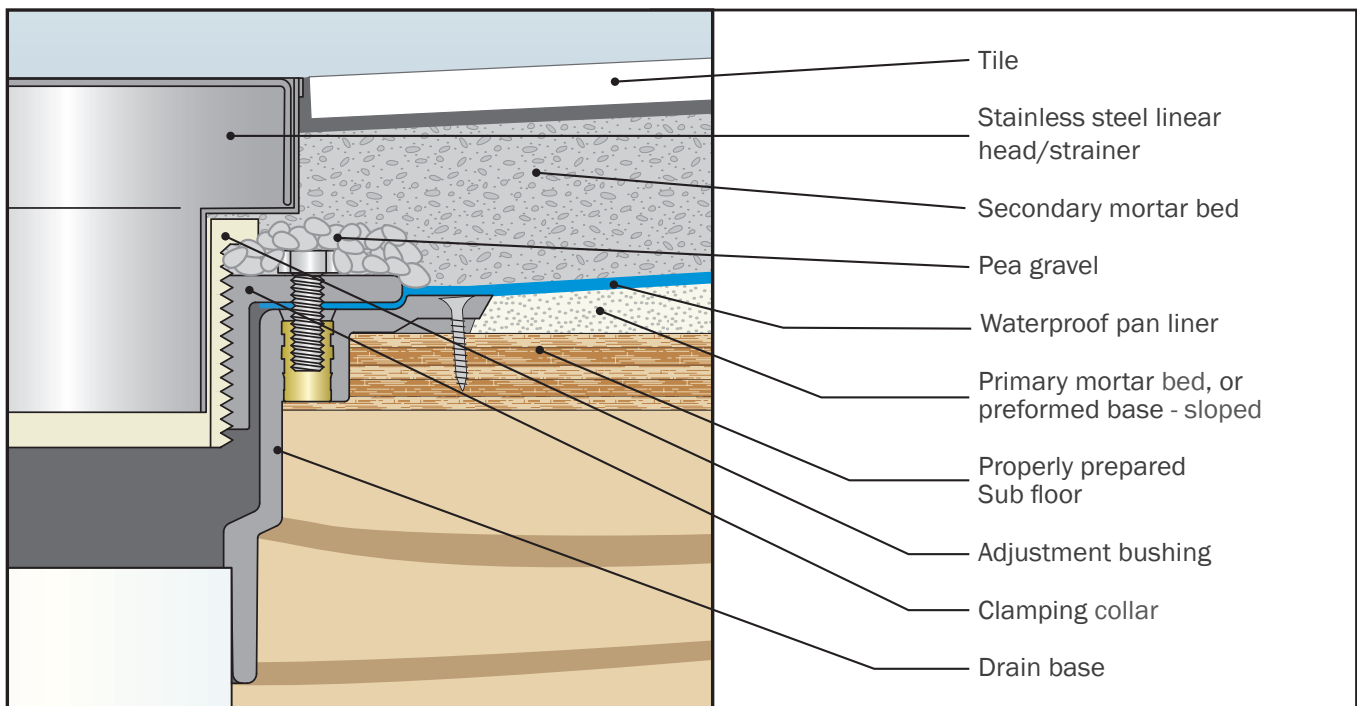 Tile
Stainless steel linear
head/strainer
Secondary mortar bed
Pea gravel
Waterproof pan liner
Primary mortar bed, or
preformed base - sloped
Properly prepared
Sub floor
Adjustment bushing
Clamping collar
Drain base